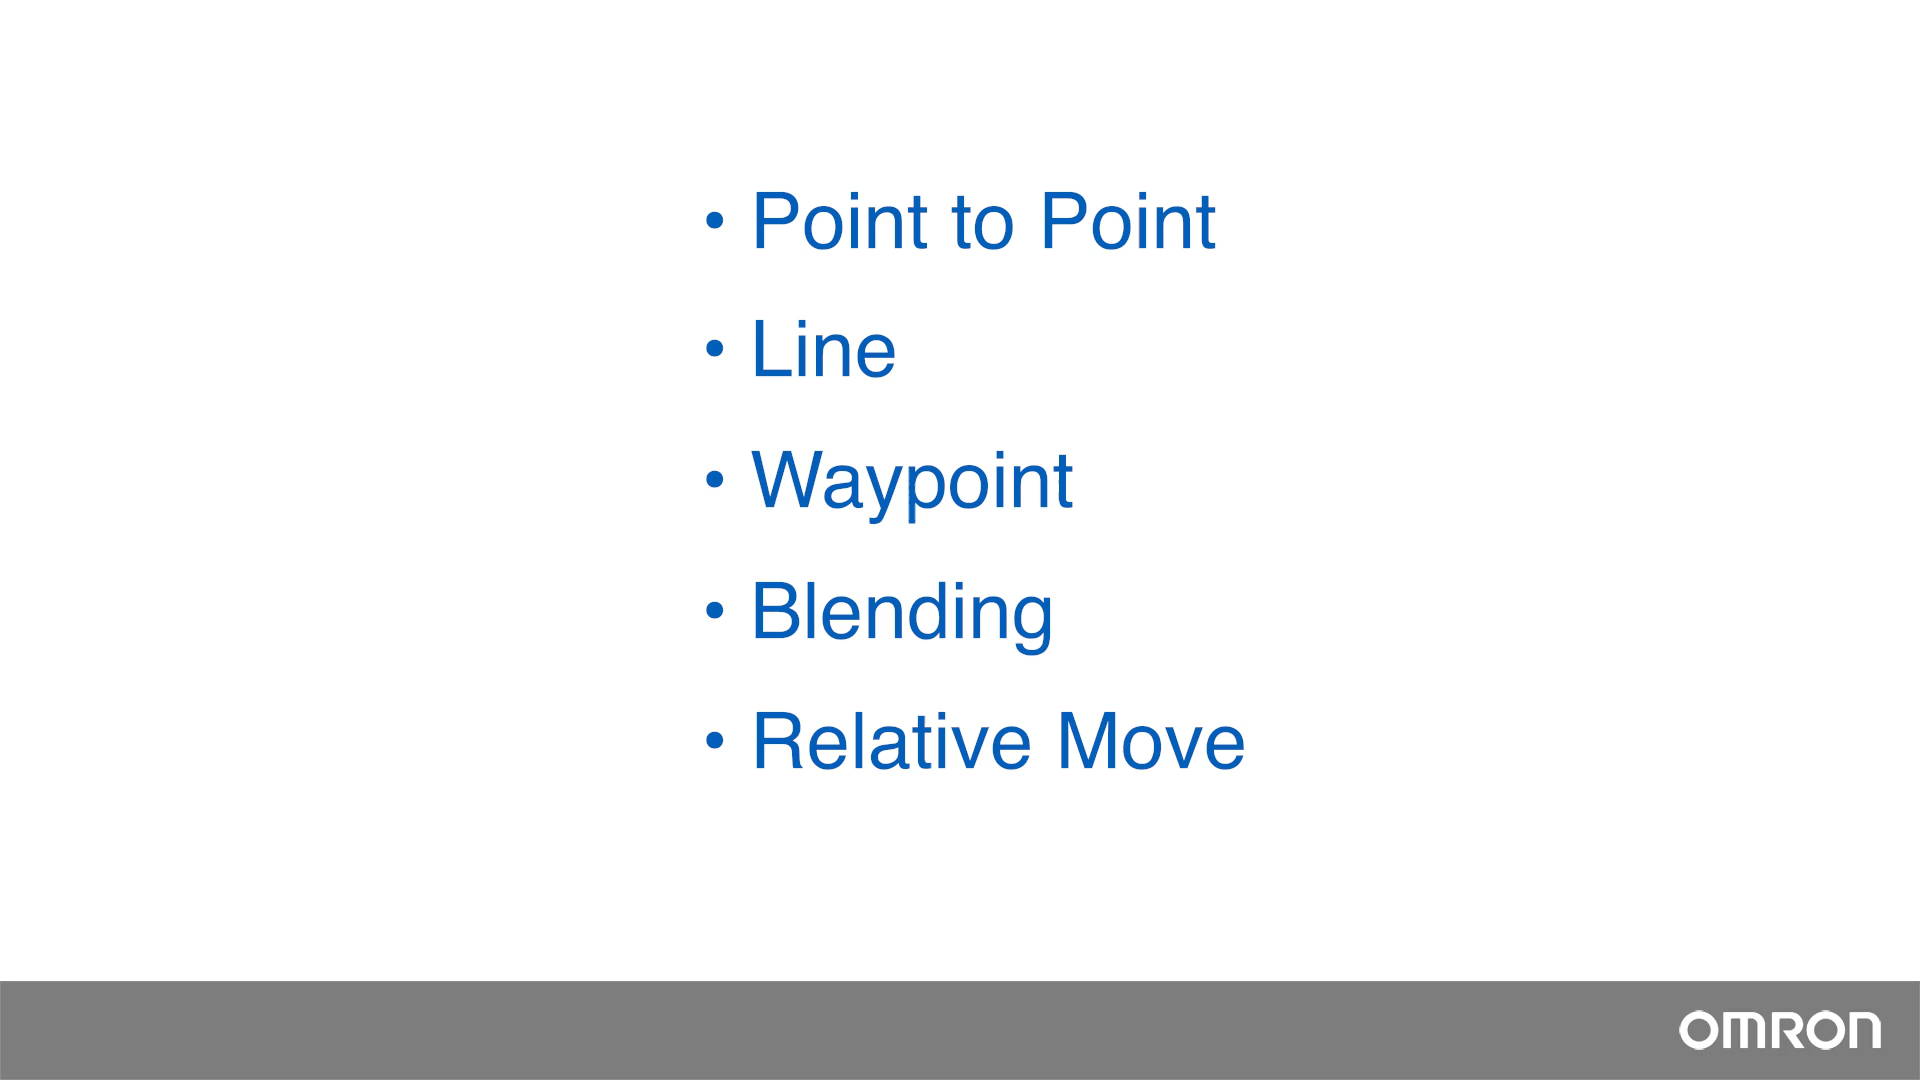 • Point to Point
• Line
• Waypoint
• Blending
• Relative Move
OMRON